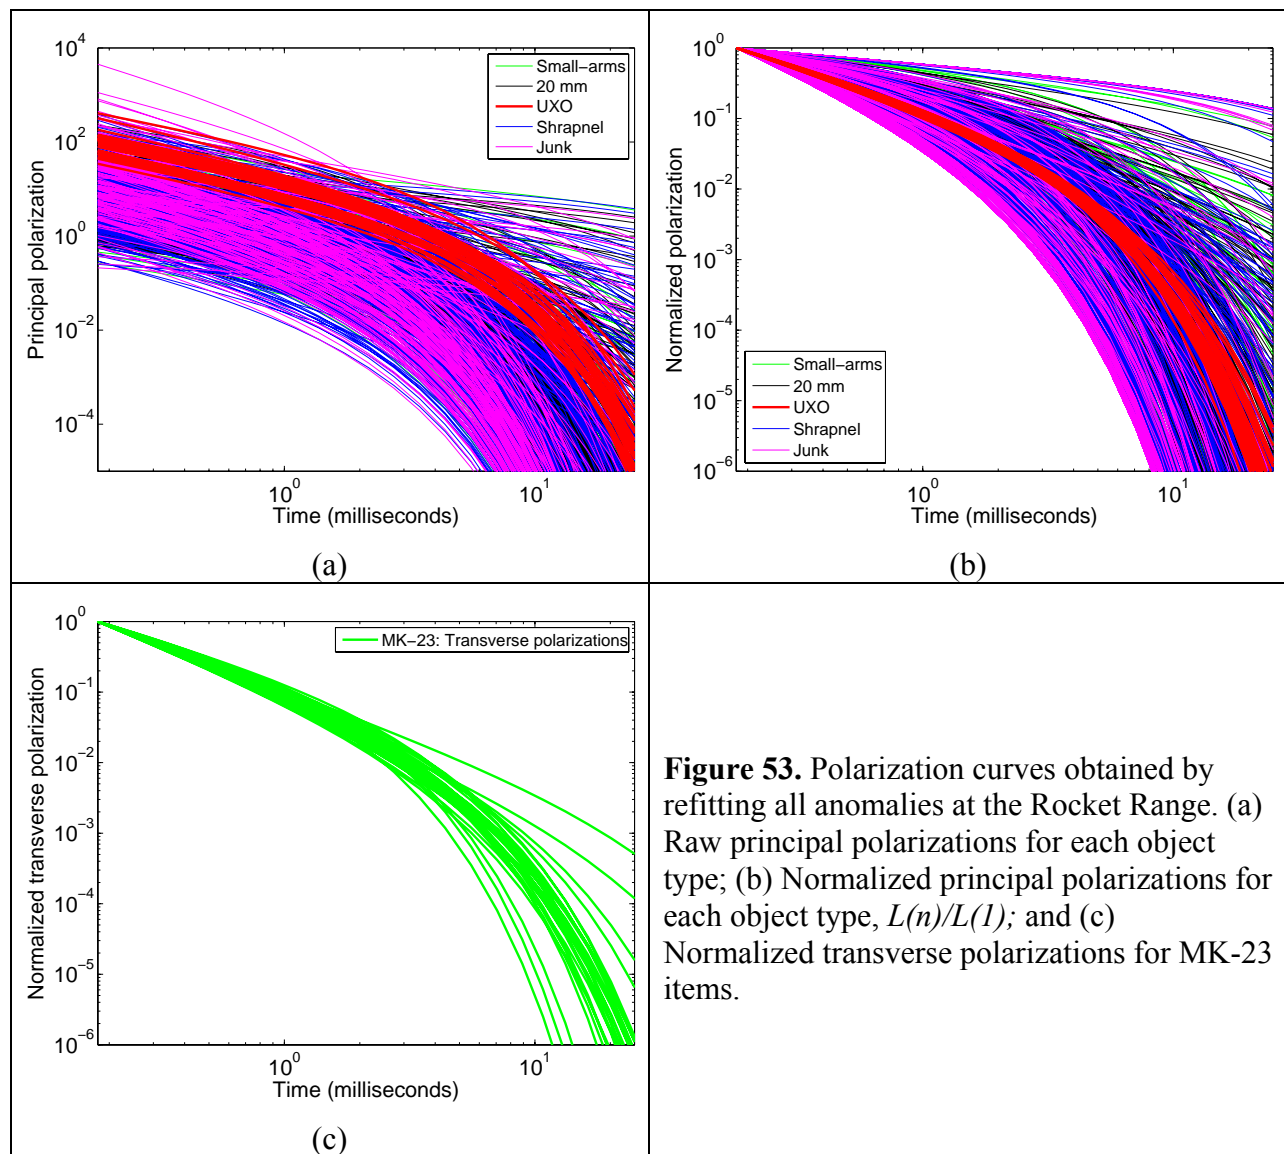 10^4
10^2
10^0
10^-2
10^-4
Principal polarization
Small-arms
20 mm
UXO
Shrapnel
Junk
10^0
10^1
Time (milliseconds)
(a)
10^0
10^-1
10^-2
10^-3
10^-4
10^-5
10^-6
Normalized polarization
Small-arms
20 mm
UXO
Shrapnel
Junk
10^0
10^1
Time (milliseconds)
(b)
10^0
10^-1
10^-2
10^-3
10^-4
10^-5
10^-6
Normalized transverse polarization
MK-23: Transverse polarizations
10^0
10^1
Time (milliseconds)
(c)
Figure 53. Polarization curves obtained by
refitting all anomalies at the Rocket Range. (a)
Raw principal polarizations for each object
type; (b) Normalized principal polarizations for
each object type, L(n)/L(1); and (c)
Normalized transverse polarizations for MK-23
items.